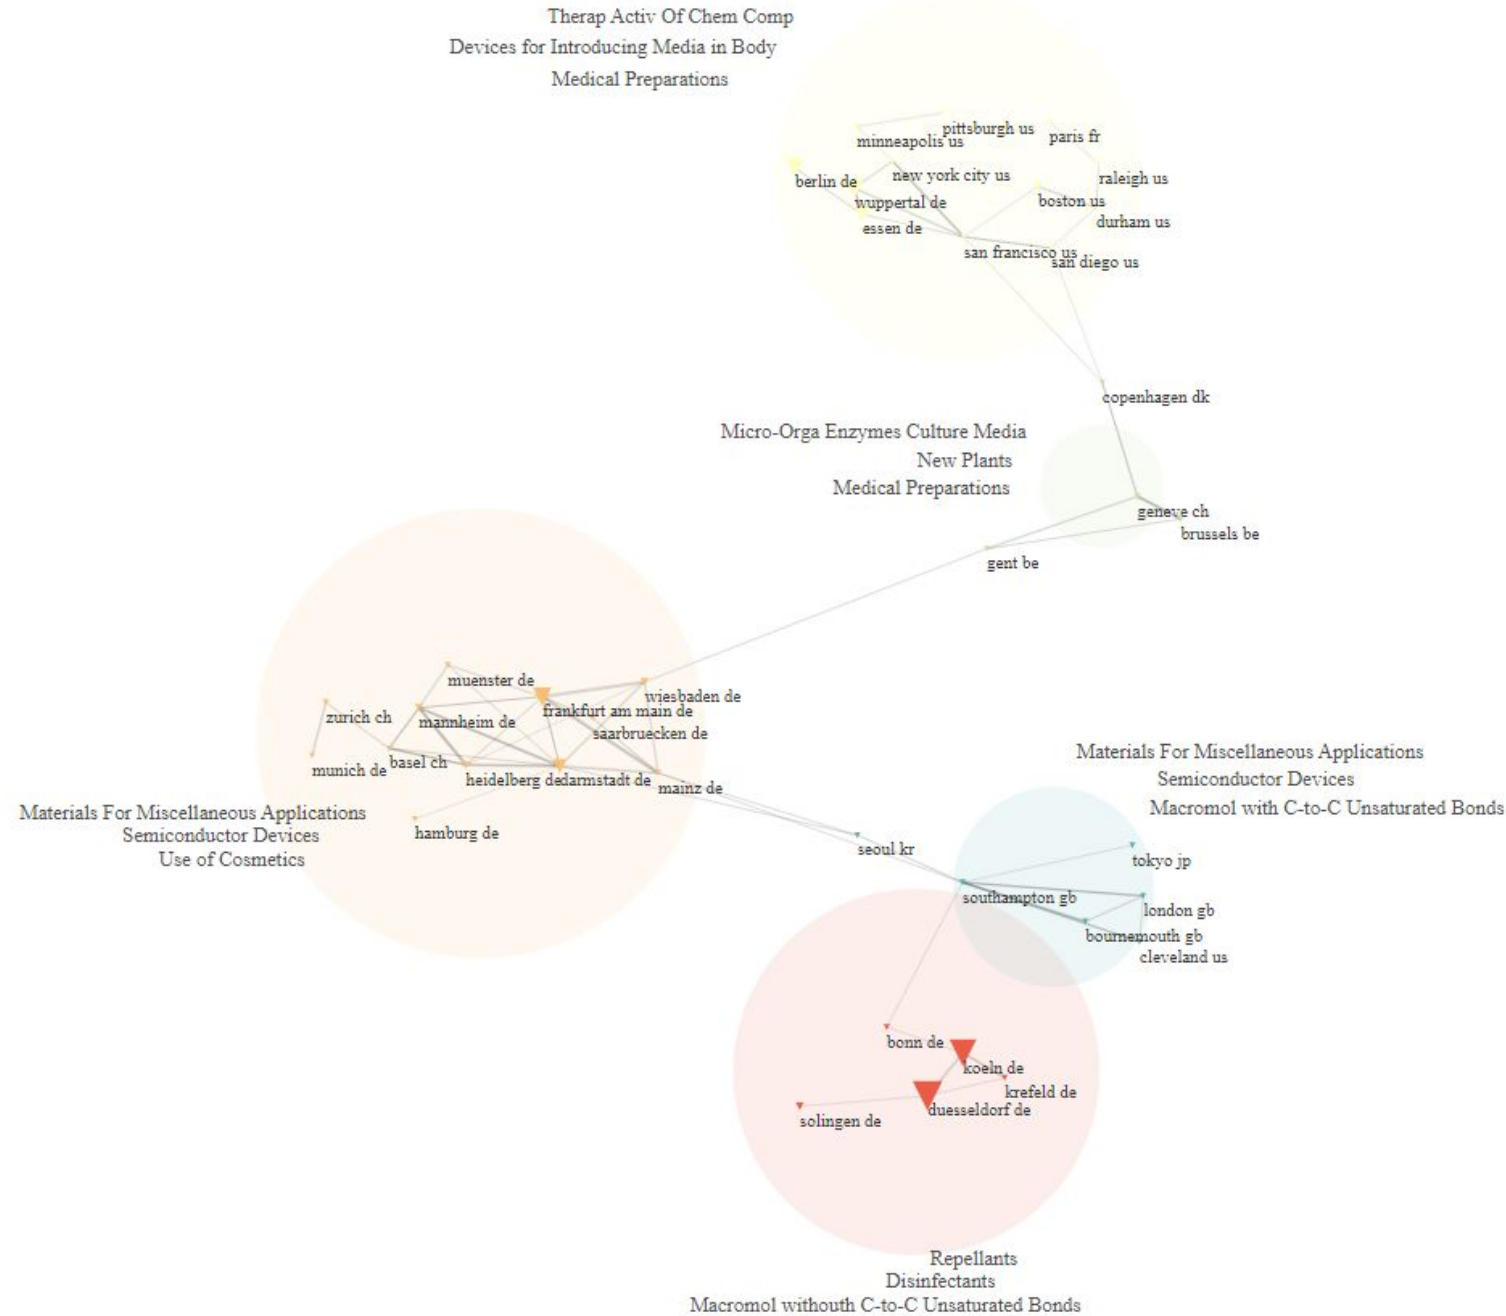 Therap Activ Of Chem Comp
Devices for Introducing Media in Body
Medical Preparations
pittsburgh us
minneapolis us
paris fr
new york city us
raleigh us
berlin de
wuppertal de
boston us
durham us
essen de
san francisco us
san diego us
copenhagen dk
Micro-Orga Enzymes Culture Media
New Plants
Medical Preparations
geneve ch
brussels be
gent be
muenster de
wiesbaden de
frankfurt am main de
zurich ch
mannheim de
saarbruecken de
basel ch
munich de
heidelberg de
darmstadt de
mainz de
hamburg de
Materials For Miscellaneous Applications
Semiconductor Devices
Use of Cosmetics
Materials For Miscellaneous Applications
Semiconductor Devices
Macromol with C-to-C Unsaturated Bonds
seoul kr
tokyo jp
southampton gb
london gb
bournemouth gb
cleveland us
bonn de
koeln de
krefeld de
duesseldorf de
solingen de
Repellants
Disinfectants
Macromol withouth C-to-C Unsaturated Bonds